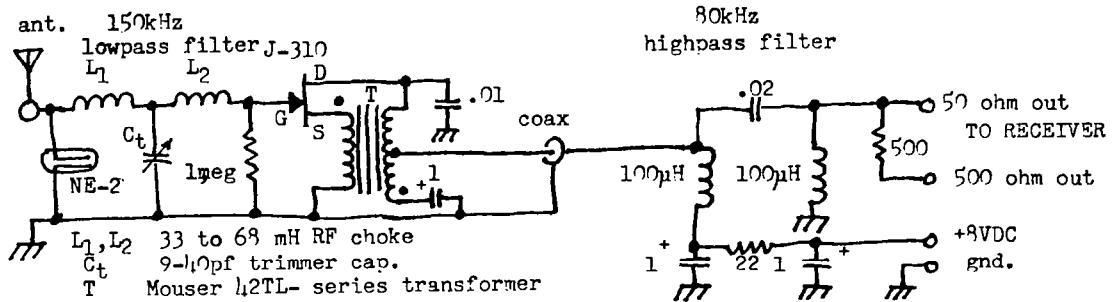 ant.
150kHz
lowpass filter
J-310
L1
L2
D
G
S
T
.01
Ct
NE-2
1meg
+
1
coax
80kHz
highpass filter
.02
100µH
100µH
50 ohm out
TO RECEIVER
500
500 ohm out
+
1
22
1
+
+8VDC
gnd.
L1,L2 33 to 68 mH RF choke
Ct 9-40pf trimmer cap.
T Mouser 42TL- series transformer